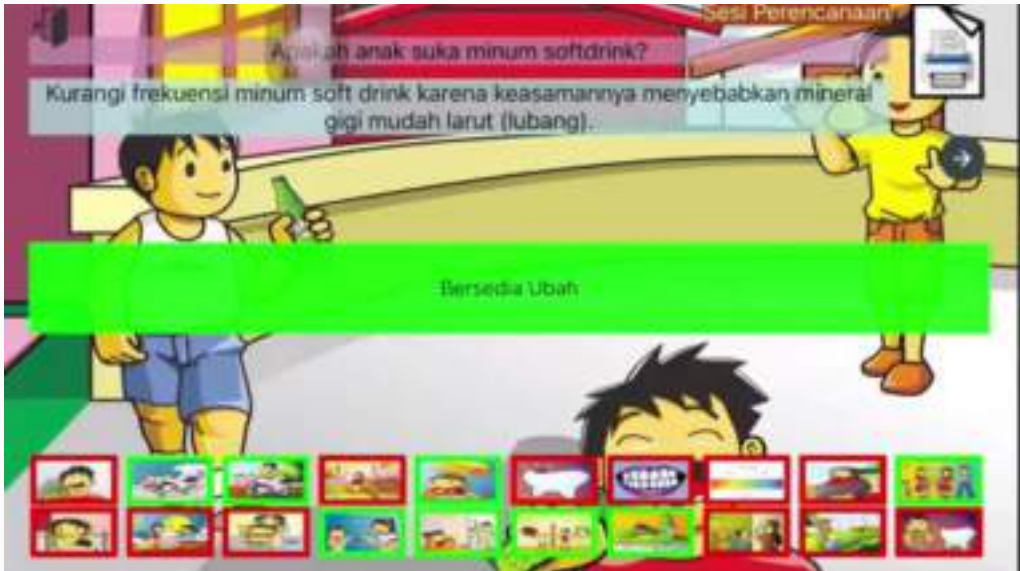 Sesi Perencanaan
Apakah anak suka minum softdrink?
Kurangi frekuensi minum soft drink karena keasamannya menyebabkan mineral
gigi mudah larut (lubang).
Bersedia Ubah